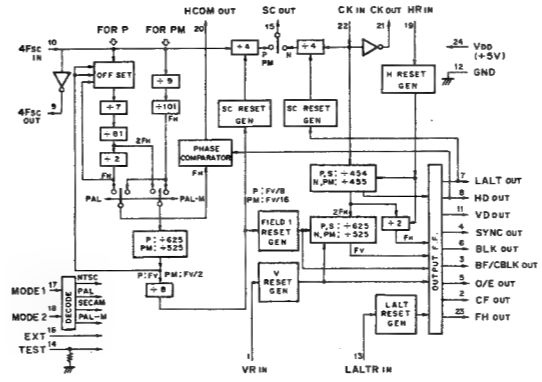 FOR P
FOR PM
HCOM OUT
SC OUT
CK IN
CK OUT
HR IN
4FSC IN
10
20
15
22
21
19
÷4
P
PM
N
÷4
24
VDD (+5V)
12
GND
OFF SET
÷9
H RESET GEN
9
4FSC OUT
÷7
÷101
SC RESET GEN
SC RESET GEN
÷81
FH
2FH
÷2
PHASE COMPARATOR
FH
FH
PAL
PAL-M
P,S: ÷454
N,PM: ÷455
7
LALT OUT
8
HD OUT
11
VD OUT
4
SYNC OUT
6
BLK OUT
3
BF/CBLK OUT
5
O/E OUT
2
CF OUT
23
FH OUT
OUTPUT F.F.
P: FV/8
PM: FV/16
2FH
÷2
FH
P: ÷625
PM: ÷525
FIELD 1 RESET GEN
P,S: ÷625
N,PM: ÷525
FV
P: FV
PM: FV/2
÷8
V RESET GEN
LALT RESET GEN
MODE1
17
MODE2
18
DECODE
NTSC
PAL
SECAM
PAL-M
EXT
16
TEST
14
1
VR IN
13
LALTR IN